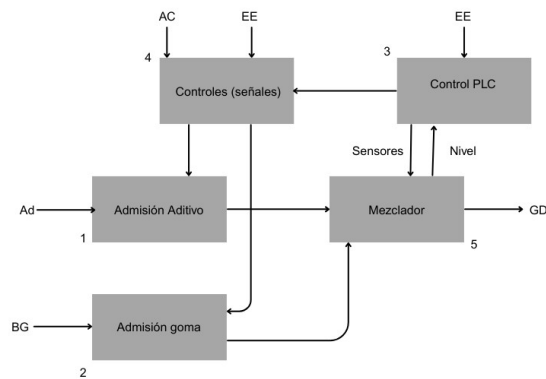 AC
EE
EE
4
3
Controles (señales)
Control PLC
Sensores
Nivel
Ad
Admisión Aditivo
Mezclador
GD
1
5
BG
Admisión goma
2